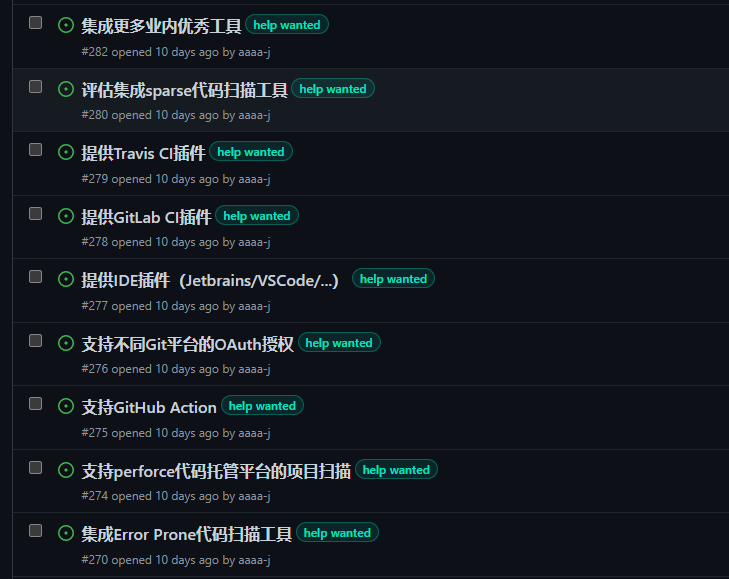 集成更多业内优秀工具 help wanted
#282 opened 10 days ago by aaaa-j
评估集成sparse代码扫描工具 help wanted
#280 opened 10 days ago by aaaa-j
提供Travis CI插件 help wanted
#279 opened 10 days ago by aaaa-j
提供GitLab CI插件 help wanted
#278 opened 10 days ago by aaaa-j
提供IDE插件（Jetbrains/VSCode/...） help wanted
#277 opened 10 days ago by aaaa-j
支持不同Git平台的OAuth授权 help wanted
#276 opened 10 days ago by aaaa-j
支持GitHub Action help wanted
#275 opened 10 days ago by aaaa-j
支持perforce代码托管平台的项目扫描 help wanted
#274 opened 10 days ago by aaaa-j
集成Error Prone代码扫描工具 help wanted
#270 opened 10 days ago by aaaa-j